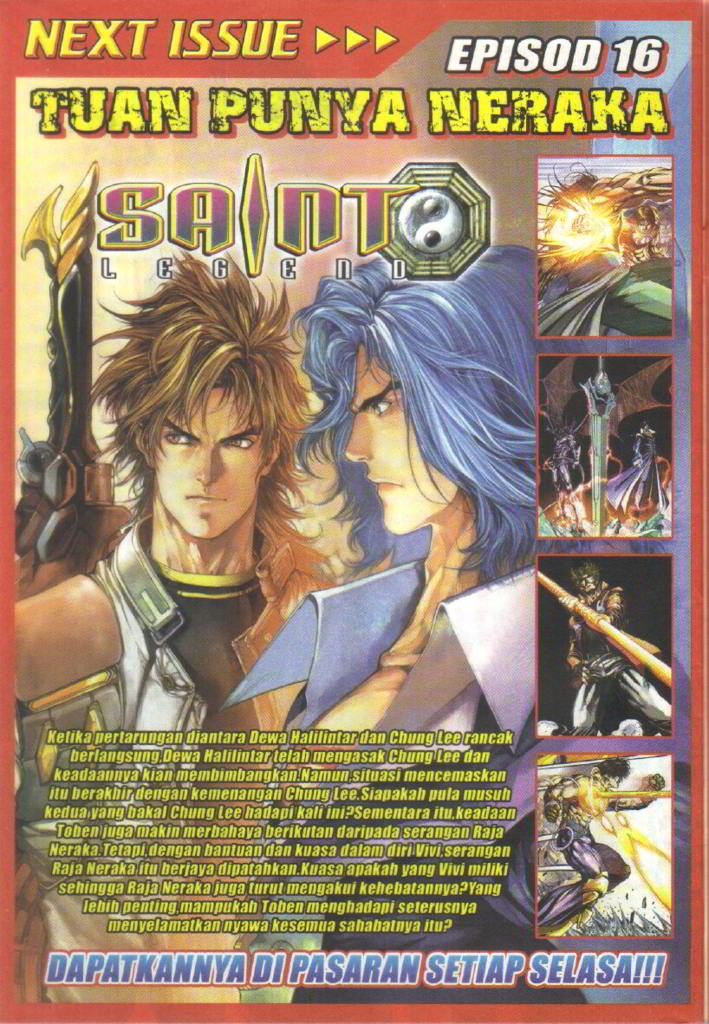 NEXT ISSUE
EPISOD 16
TUAN PUNYA NERAKA
SAINT
LEGEND
Ketika pertarungan diantara Dewa Halilintar dan Chung Lee rancak
berlangsung,Dewa Halilintar telah mengasak Chung Lee dan
keadaannya kian membimbangkan.Namun,situasi mencemaskan
itu berakhir dengan kemenangan Chung Lee.Siapakah pula musuh
kedua yang bakal Chung Lee hadapi kali ini?Sementara itu,keadaan
Toben juga makin merbahaya berikutan daripada serangan Raja
Neraka.Tetapi,dengan bantuan dan kuasa dalam diri Vivi,serangan
Raja Neraka itu berjaya dipatahkan.Kuasa apakah yang Vivi miliki
sehingga Raja Neraka juga turut mengakui kehebatannya?Yang
lebih penting,mampukah Toben menghadapi seterusnya
menyelamatkan nyawa kesemua sahabatnya itu?
DAPATKANNYA DI PASARAN SETIAP SELASA!!!